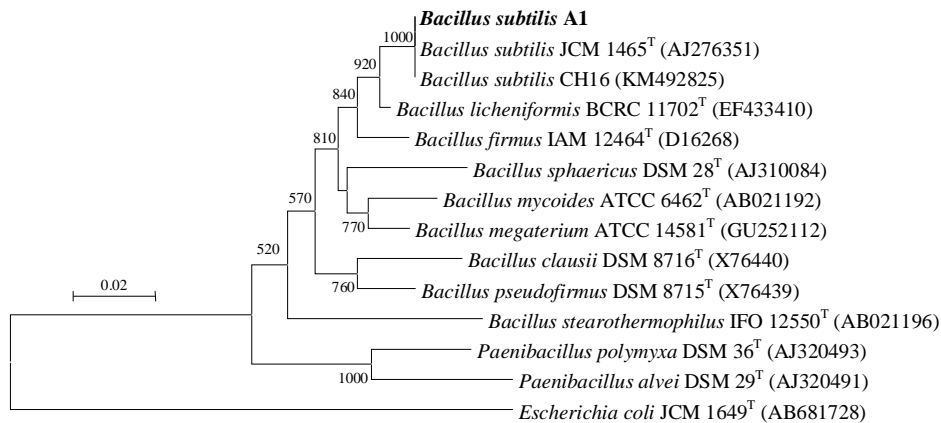 Bacillus subtilis A1
1000
Bacillus subtilis JCM 1465ᵀ (AJ276351)
920
Bacillus subtilis CH16 (KM492825)
840
Bacillus licheniformis BCRC 11702ᵀ (EF433410)
810
Bacillus firmus IAM 12464ᵀ (D16268)
Bacillus sphaericus DSM 28ᵀ (AJ310084)
570
Bacillus mycoides ATCC 6462ᵀ (AB021192)
770
Bacillus megaterium ATCC 14581ᵀ (GU252112)
520
Bacillus clausii DSM 8716ᵀ (X76440)
760
Bacillus pseudofirmus DSM 8715ᵀ (X76439)
0.02
Bacillus stearothermophilus IFO 12550ᵀ (AB021196)
Paenibacillus polymyxa DSM 36ᵀ (AJ320493)
1000
Paenibacillus alvei DSM 29ᵀ (AJ320491)
Escherichia coli JCM 1649ᵀ (AB681728)